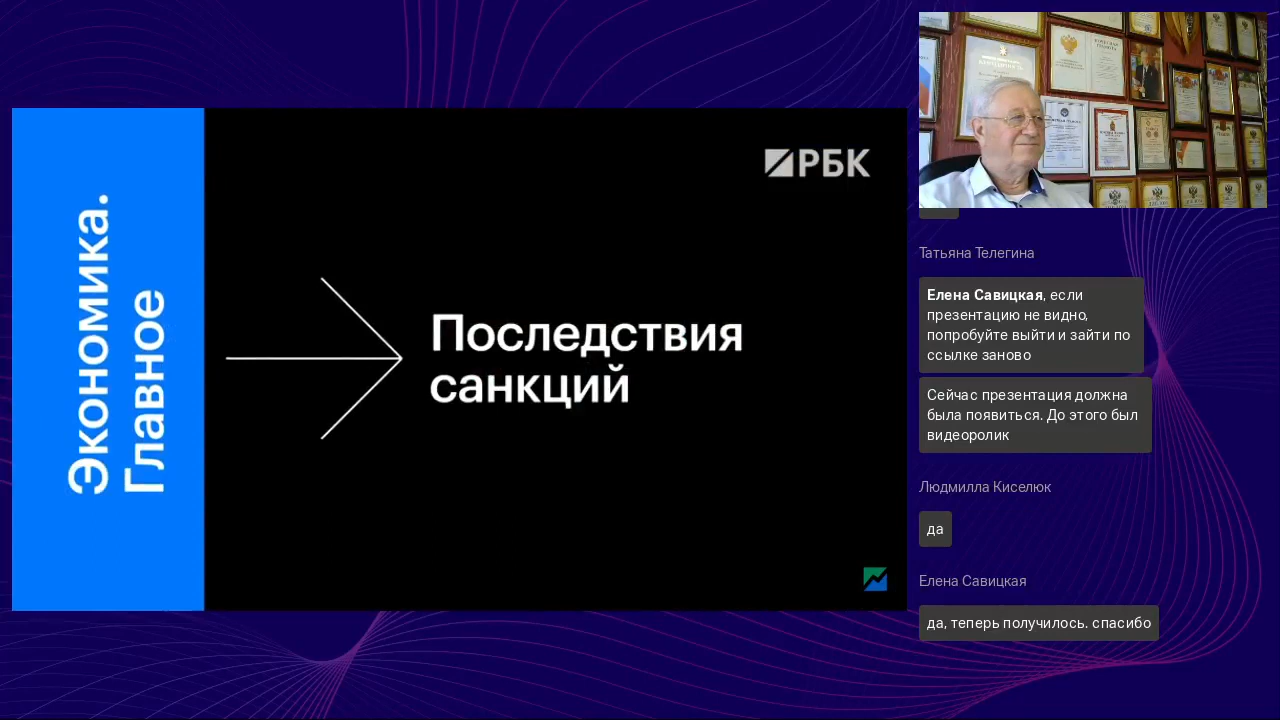 Экономика.
Главное
РБК
Последствия
санкций
Татьяна Телегина
Елена Савицкая, если
презентацию не видно,
попробуйте выйти и зайти по
ссылке заново
Сейчас презентация должна
была появиться. До этого был
видеоролик
Людмилла Киселюк
да
Елена Савицкая
да, теперь получилось. спасибо